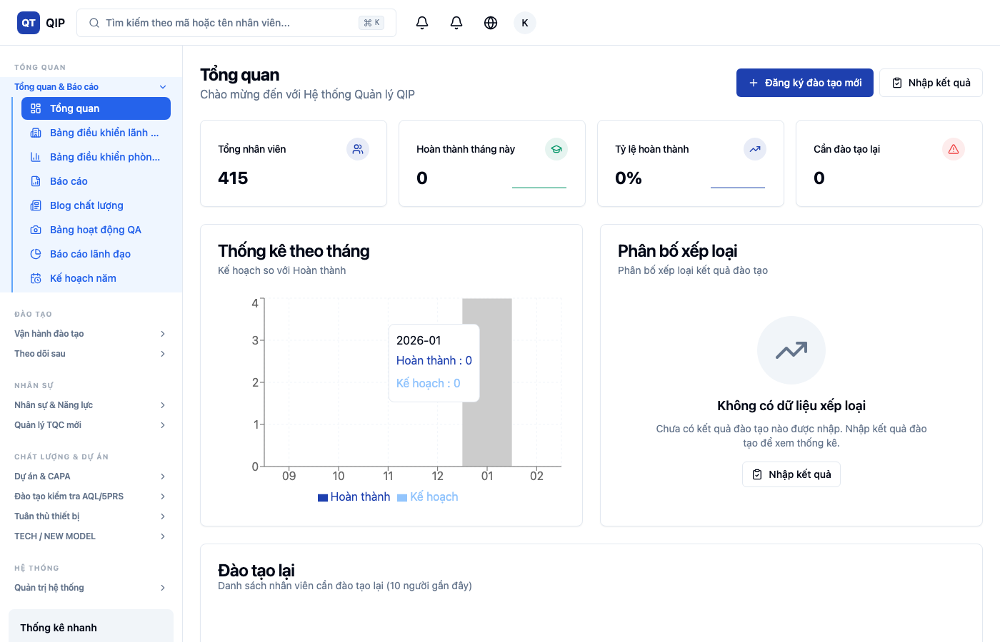 QT QIP
Tìm kiếm theo mã hoặc tên nhân viên...
⌘ K
K
TỔNG QUAN
Tổng quan & Báo cáo
Tổng quan
Bảng điều khiển lãnh ...
Bảng điều khiển phòn...
Báo cáo
Blog chất lượng
Bảng hoạt động QA
Báo cáo lãnh đạo
Kế hoạch năm
ĐÀO TẠO
Vận hành đào tạo
Theo dõi sau
NHÂN SỰ
Nhân sự & Năng lực
Quản lý TQC mới
CHẤT LƯỢNG & DỰ ÁN
Dự án & CAPA
Đào tạo kiểm tra AQL/5PRS
Tuân thủ thiết bị
TECH / NEW MODEL
HỆ THỐNG
Quản trị hệ thống
Thống kê nhanh
Tổng quan
Chào mừng đến với Hệ thống Quản lý QIP
Đăng ký đào tạo mới
Nhập kết quả
Tổng nhân viên
415
Hoàn thành tháng này
0
Tỷ lệ hoàn thành
0%
Cần đào tạo lại
0
Thống kê theo tháng
Kế hoạch so với Hoàn thành
4
3
2
1
0
09 10 11 12 01 02
2026-01
Hoàn thành : 0
Kế hoạch : 0
Hoàn thành Kế hoạch
Phân bố xếp loại
Phân bố xếp loại kết quả đào tạo
Không có dữ liệu xếp loại
Chưa có kết quả đào tạo nào được nhập. Nhập kết quả đào
tạo để xem thống kê.
Nhập kết quả
Đào tạo lại
Danh sách nhân viên cần đào tạo lại (10 người gần đây)